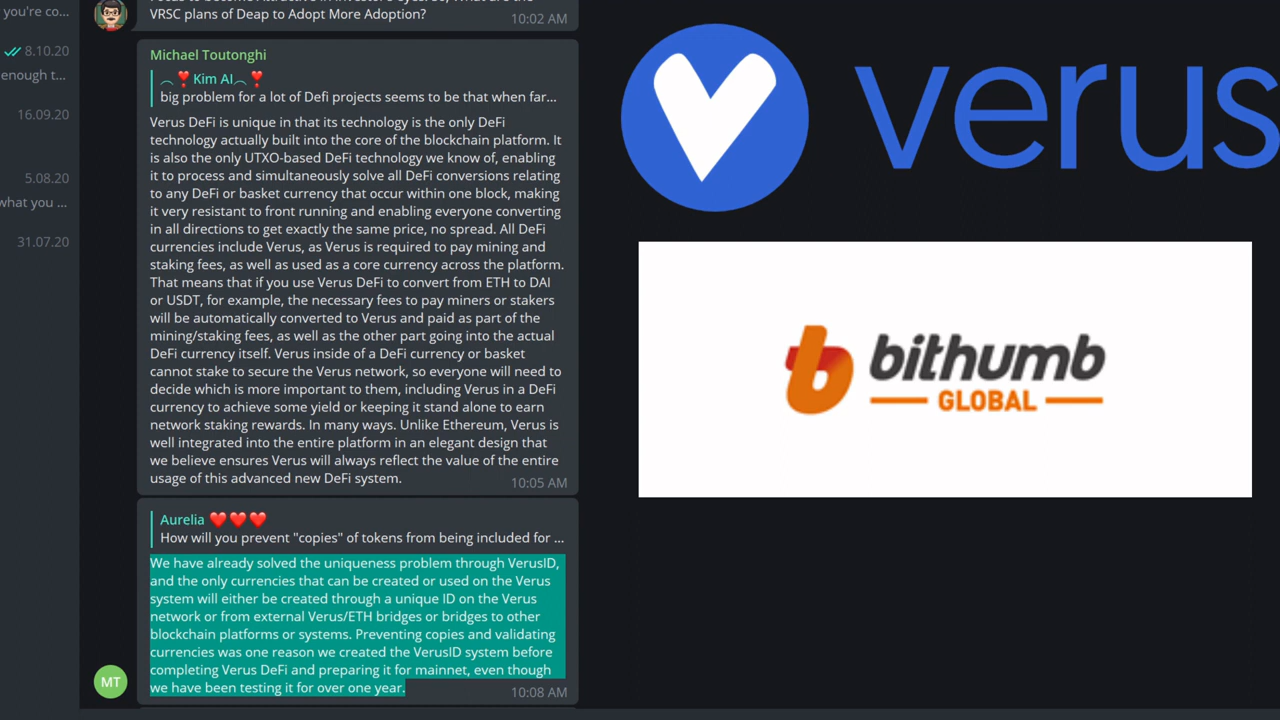 you're co...
8.10.20
enough t...
16.09.20
5.08.20
what you ...
31.07.20
VRSC plans of Deap to Adopt More Adoption?
10:02 AM
Michael Toutonghi
Kim AI
big problem for a lot of Defi projects seems to be that when far...
Verus DeFi is unique in that its technology is the only DeFi
technology actually built into the core of the blockchain platform. It
is also the only UTXO-based DeFi technology we know of, enabling
it to process and simultaneously solve all DeFi conversions relating
to any DeFi or basket currency that occur within one block, making
it very resistant to front running and enabling everyone converting
in all directions to get exactly the same price, no spread. All DeFi
currencies include Verus, as Verus is required to pay mining and
staking fees, as well as used as a core currency across the platform.
That means that if you use Verus DeFi to convert from ETH to DAI
or USDT, for example, the necessary fees to pay miners or stakers
will be automatically converted to Verus and paid as part of the
mining/staking fees, as well as the other part going into the actual
DeFi currency itself. Verus inside of a DeFi currency or basket
cannot stake to secure the Verus network, so everyone will need to
decide which is more important to them, including Verus in a DeFi
currency to achieve some yield or keeping it stand alone to earn
network staking rewards. In many ways. Unlike Ethereum, Verus is
well integrated into the entire platform in an elegant design that
we believe ensures Verus will always reflect the value of the entire
usage of this advanced new DeFi system.
10:05 AM
Aurelia
How will you prevent "copies" of tokens from being included for ...
We have already solved the uniqueness problem through VerusID,
and the only currencies that can be created or used on the Verus
system will either be created through a unique ID on the Verus
network or from external Verus/ETH bridges or bridges to other
blockchain platforms or systems. Preventing copies and validating
currencies was one reason we created the VerusID system before
completing Verus DeFi and preparing it for mainnet, even though
we have been testing it for over one year.
10:08 AM
MT
verus
bithumb
GLOBAL